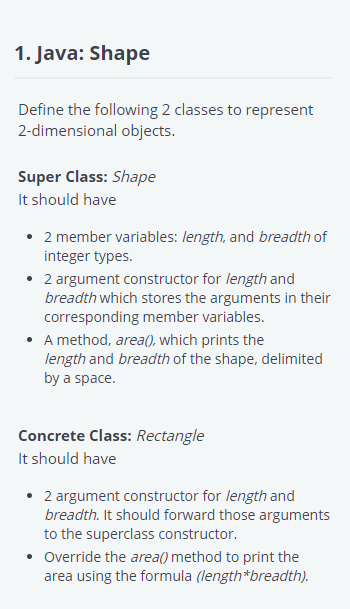 1. Java: Shape
Define the following 2 classes to represent
2-dimensional objects.
Super Class: Shape
It should have
• 2 member variables: length, and breadth of
integer types.
• 2 argument constructor for length and
breadth which stores the arguments in their
corresponding member variables.
• A method, area(), which prints the
length and breadth of the shape, delimited
by a space.
Concrete Class: Rectangle
It should have
• 2 argument constructor for length and
breadth. It should forward those arguments
to the superclass constructor.
• Override the area() method to print the
area using the formula (length*breadth).